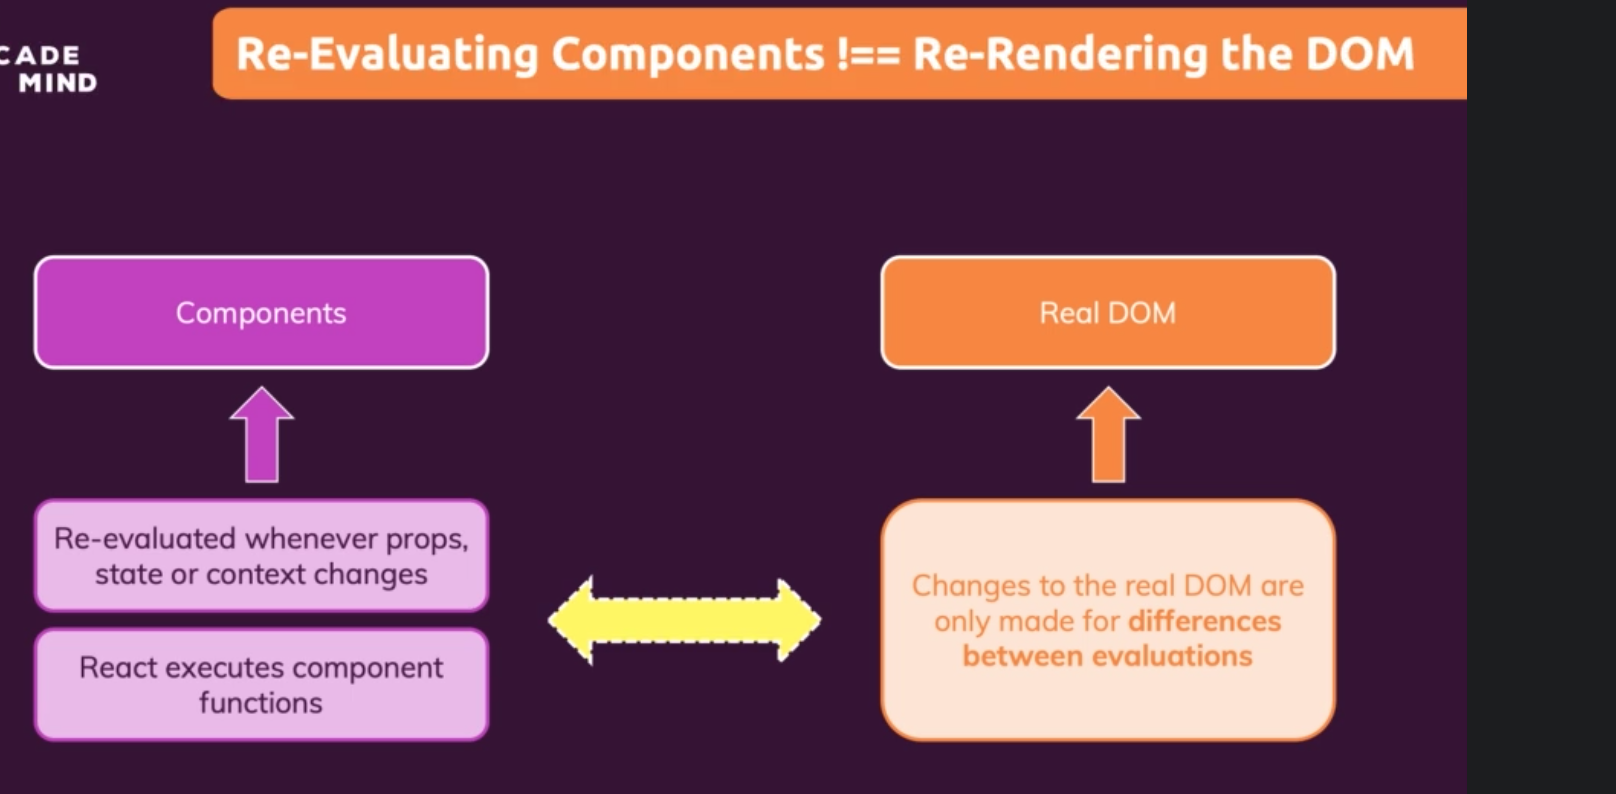 CADE
MIND
Re-Evaluating Components !== Re-Rendering the DOM
Components
Real DOM
Re-evaluated whenever props,
state or context changes
React executes component
functions
Changes to the real DOM are
only made for differences
between evaluations